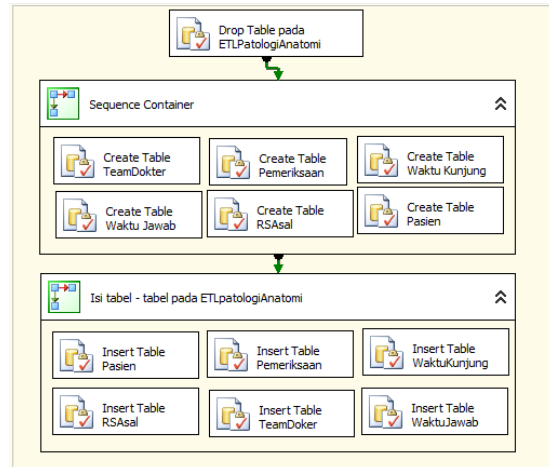 Drop Table pada
ETLPatologiAnatomi
Sequence Container
Create Table
TeamDokter
Create Table
Pemeriksaan
Create Table
Waktu Kunjung
Create Table
Waktu Jawab
Create Table
RSAsal
Create Table
Pasien
Isi tabel - tabel pada ETLpatologiAnatomi
Insert Table
Pasien
Insert Table
Pemeriksaan
Insert Table
WaktuKunjung
Insert Table
RSAsal
Insert Table
TeamDoker
Insert Table
WaktuJawab